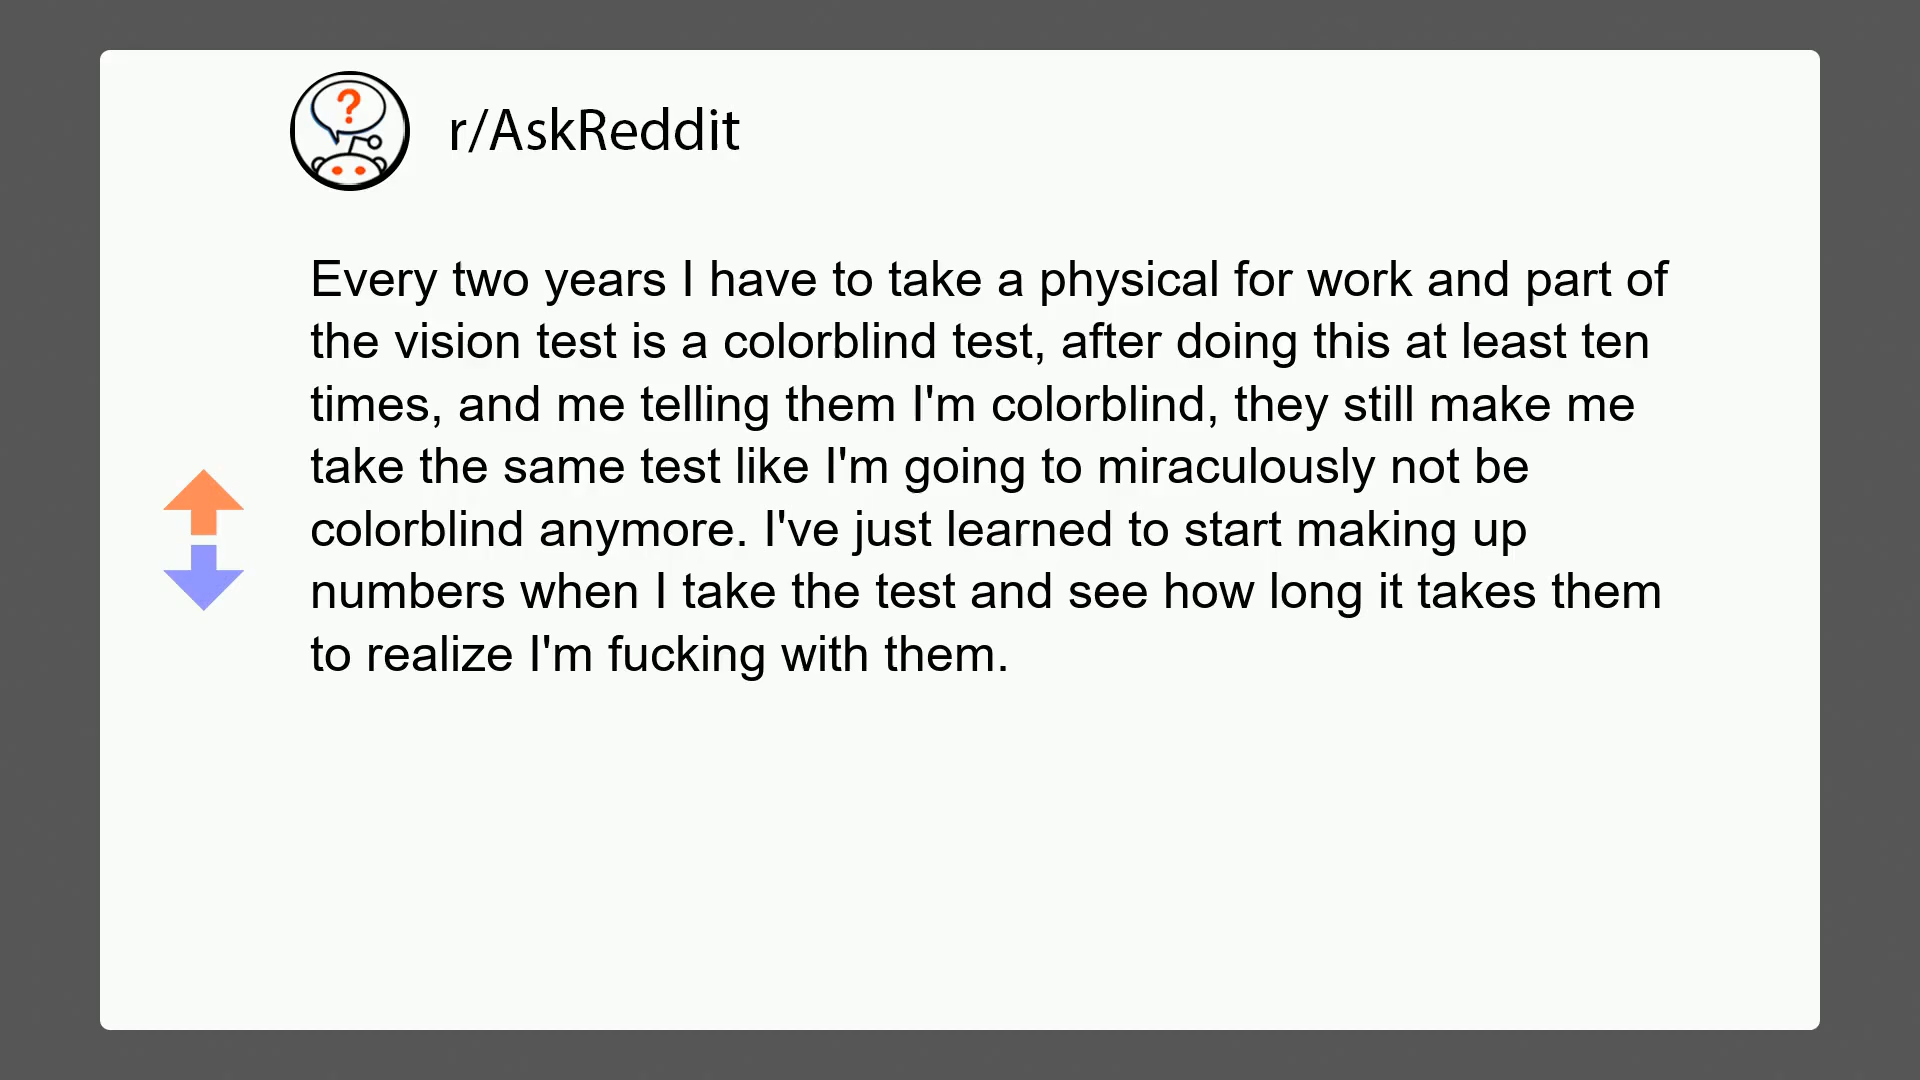 ?
r/AskReddit
Every two years I have to take a physical for work and part of
the vision test is a colorblind test, after doing this at least ten
times, and me telling them I'm colorblind, they still make me
take the same test like I'm going to miraculously not be
colorblind anymore. I've just learned to start making up
numbers when I take the test and see how long it takes them
to realize I'm fucking with them.